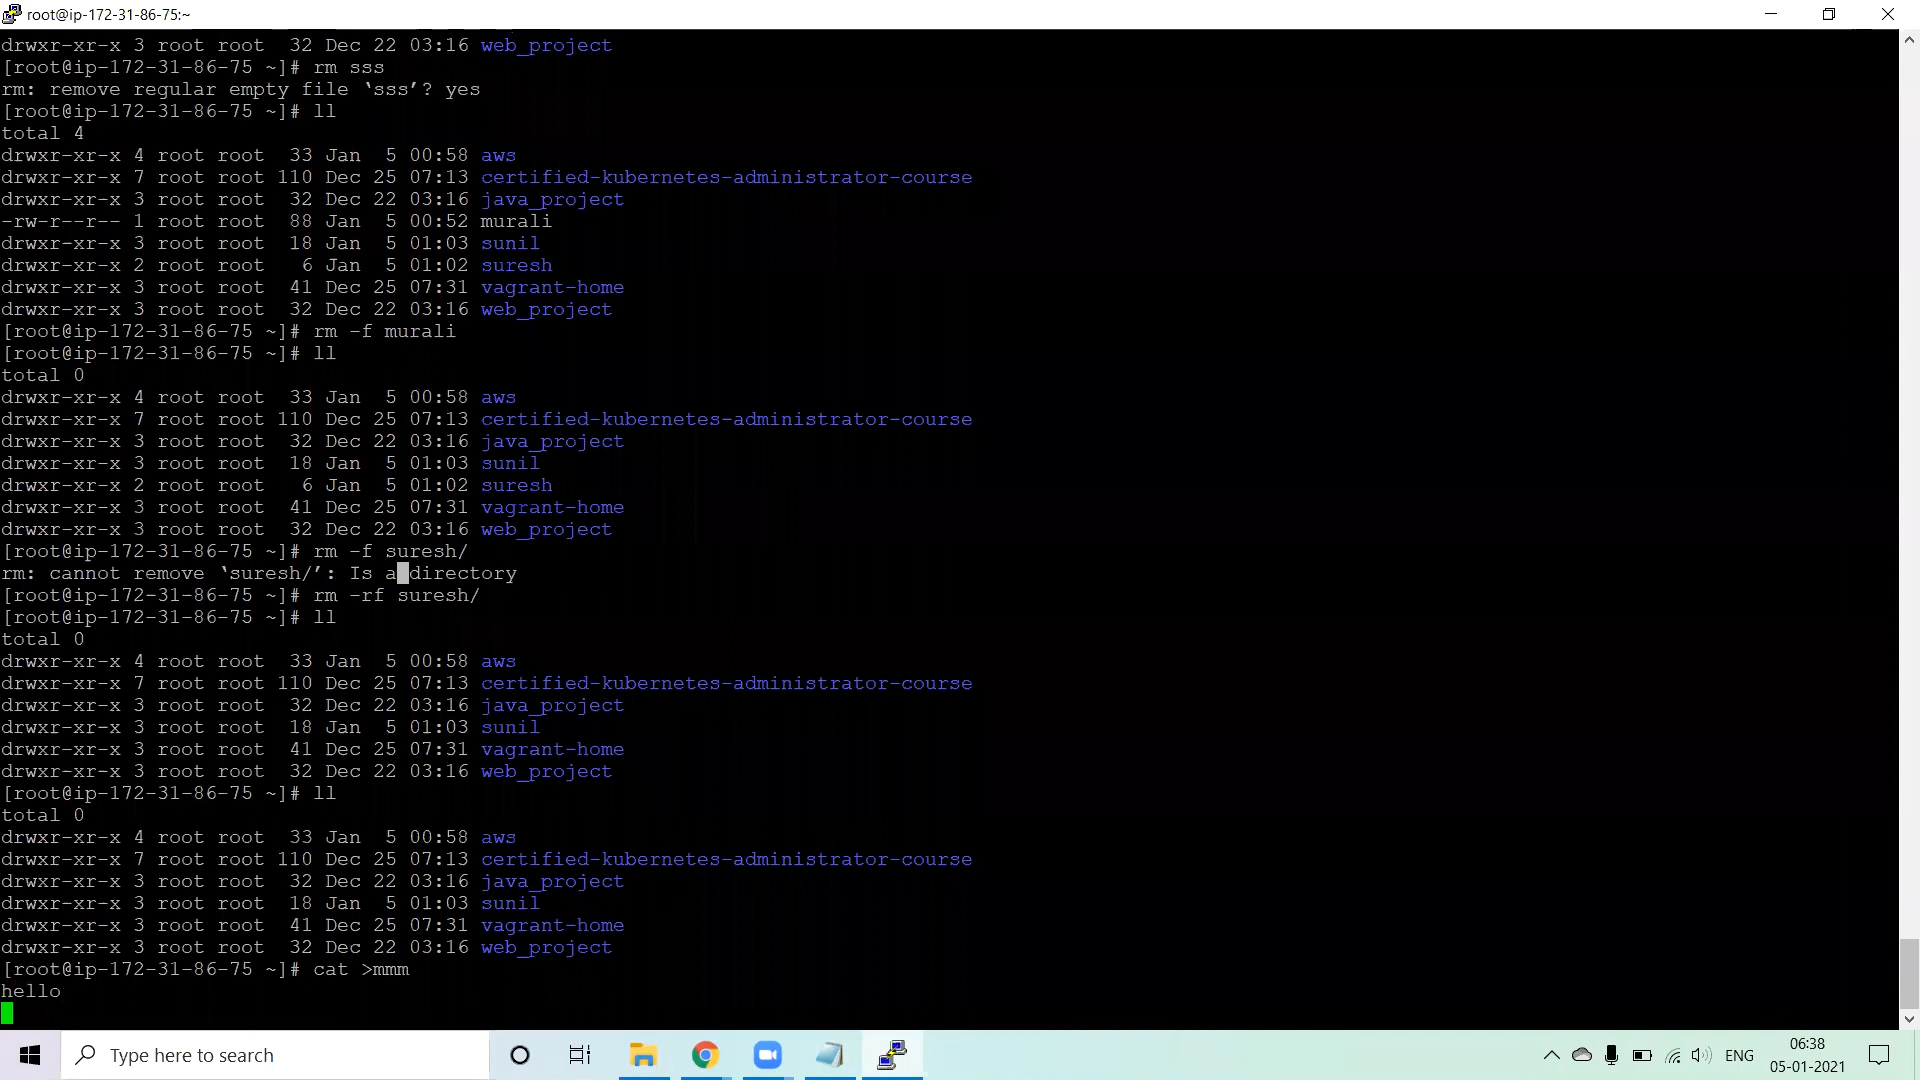 root@ip-172-31-86-75:~
drwxr-xr-x 3 root root  32 Dec 22 03:16 web_project
[root@ip-172-31-86-75 ~]# rm sss
rm: remove regular empty file ‘sss’? yes
[root@ip-172-31-86-75 ~]# ll
total 4
drwxr-xr-x 4 root root  33 Jan  5 00:58 aws
drwxr-xr-x 7 root root 110 Dec 25 07:13 certified-kubernetes-administrator-course
drwxr-xr-x 3 root root  32 Dec 22 03:16 java_project
-rw-r--r-- 1 root root  88 Jan  5 00:52 murali
drwxr-xr-x 3 root root  18 Jan  5 01:03 sunil
drwxr-xr-x 2 root root   6 Jan  5 01:02 suresh
drwxr-xr-x 3 root root  41 Dec 25 07:31 vagrant-home
drwxr-xr-x 3 root root  32 Dec 22 03:16 web_project
[root@ip-172-31-86-75 ~]# rm -f murali
[root@ip-172-31-86-75 ~]# ll
total 0
drwxr-xr-x 4 root root  33 Jan  5 00:58 aws
drwxr-xr-x 7 root root 110 Dec 25 07:13 certified-kubernetes-administrator-course
drwxr-xr-x 3 root root  32 Dec 22 03:16 java_project
drwxr-xr-x 3 root root  18 Jan  5 01:03 sunil
drwxr-xr-x 2 root root   6 Jan  5 01:02 suresh
drwxr-xr-x 3 root root  41 Dec 25 07:31 vagrant-home
drwxr-xr-x 3 root root  32 Dec 22 03:16 web_project
[root@ip-172-31-86-75 ~]# rm -f suresh/
rm: cannot remove ‘suresh/’: Is a directory
[root@ip-172-31-86-75 ~]# rm -rf suresh/
[root@ip-172-31-86-75 ~]# ll
total 0
drwxr-xr-x 4 root root  33 Jan  5 00:58 aws
drwxr-xr-x 7 root root 110 Dec 25 07:13 certified-kubernetes-administrator-course
drwxr-xr-x 3 root root  32 Dec 22 03:16 java_project
drwxr-xr-x 3 root root  18 Jan  5 01:03 sunil
drwxr-xr-x 3 root root  41 Dec 25 07:31 vagrant-home
drwxr-xr-x 3 root root  32 Dec 22 03:16 web_project
[root@ip-172-31-86-75 ~]# ll
total 0
drwxr-xr-x 4 root root  33 Jan  5 00:58 aws
drwxr-xr-x 7 root root 110 Dec 25 07:13 certified-kubernetes-administrator-course
drwxr-xr-x 3 root root  32 Dec 22 03:16 java_project
drwxr-xr-x 3 root root  18 Jan  5 01:03 sunil
drwxr-xr-x 3 root root  41 Dec 25 07:31 vagrant-home
drwxr-xr-x 3 root root  32 Dec 22 03:16 web_project
[root@ip-172-31-86-75 ~]# cat >mmm
hello
Type here to search
ENG
06:38
05-01-2021